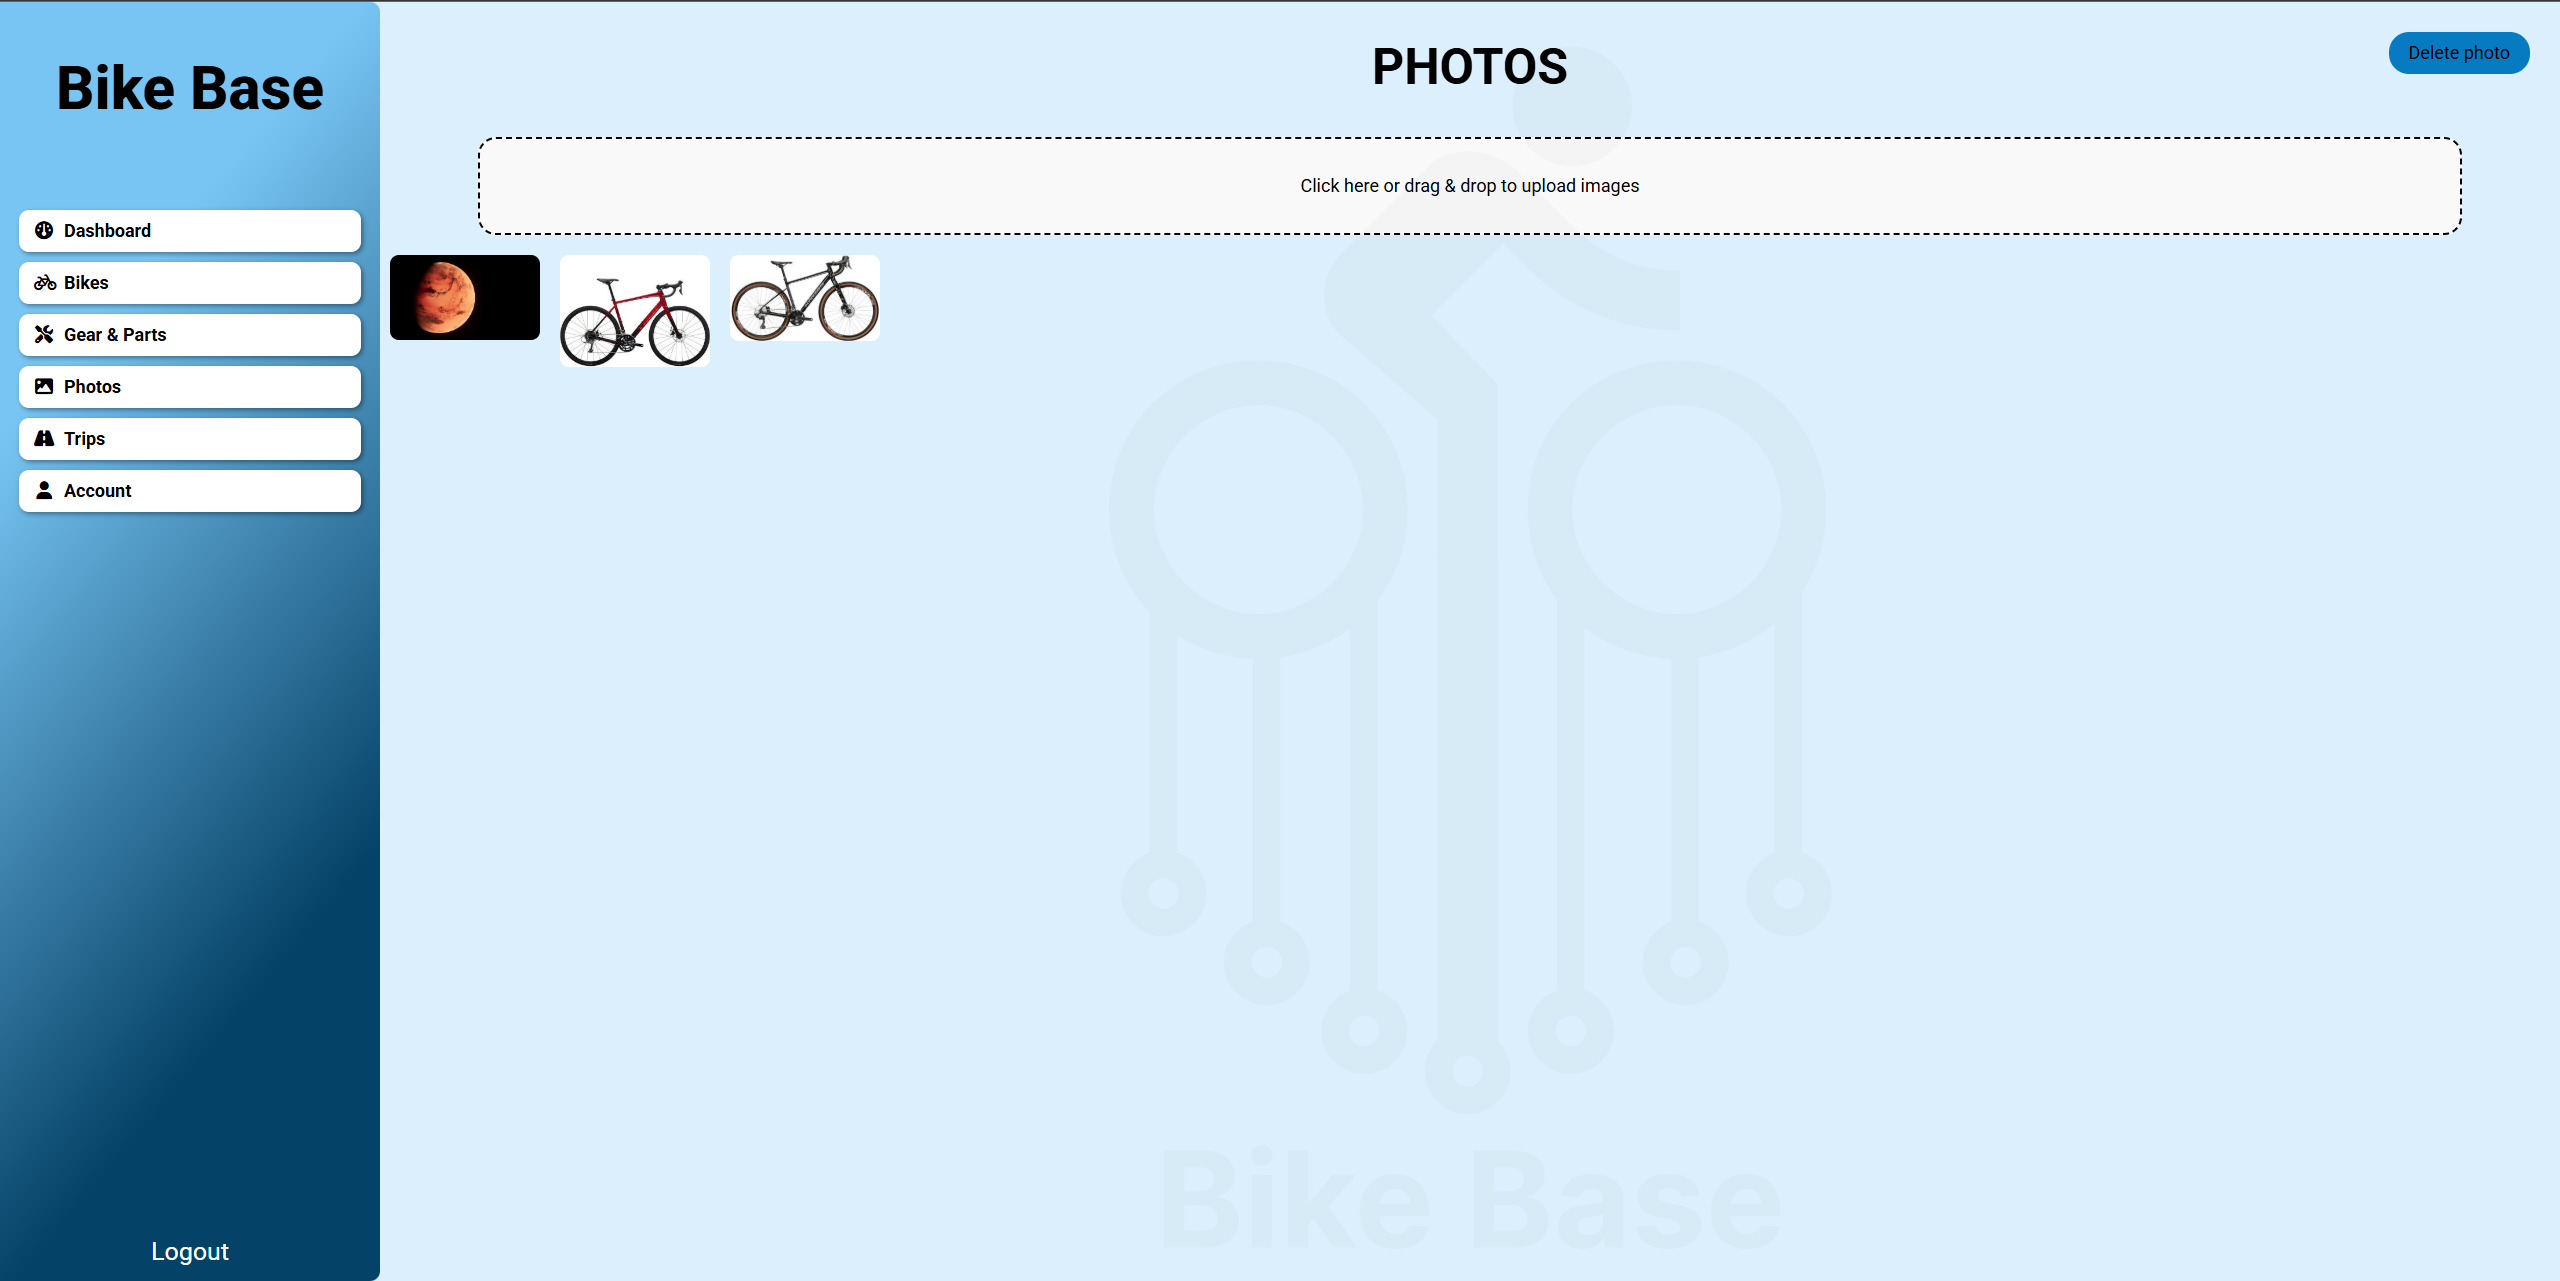 Bike Base
Dashboard
Bikes
Gear & Parts
Photos
Trips
Account
Logout
PHOTOS
Delete photo
Click here or drag & drop to upload images
Bike Base